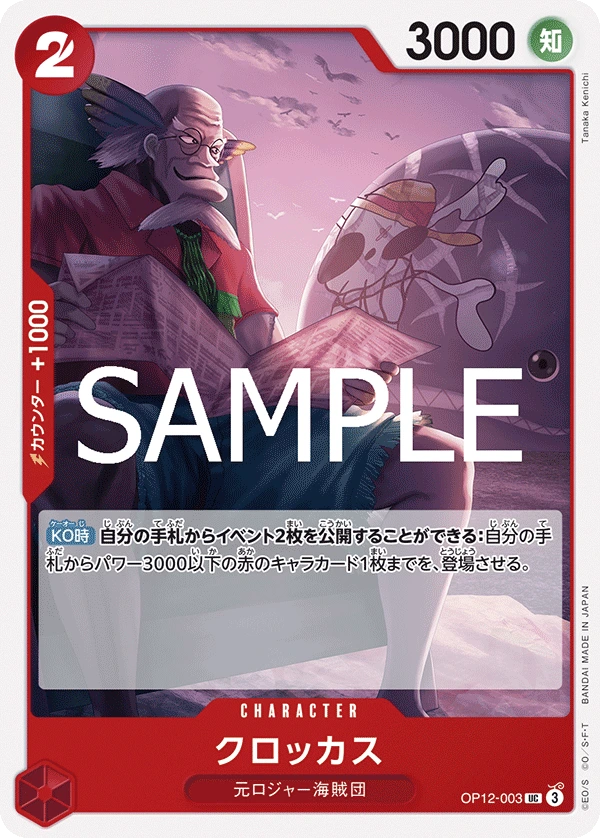 2
3000 知
Tanaka Kenichi
カウンター +1000
SAMPLE
KO時 自分の手札からイベント2枚を公開することができる:自分の手
札からパワー3000以下の赤のキャラカード1枚までを、登場させる。
CHARACTER
クロッカス
元ロジャー海賊団
OP12-003 UC 3
©E.O/S ©O/S・F・T BANDAI MADE IN JAPAN